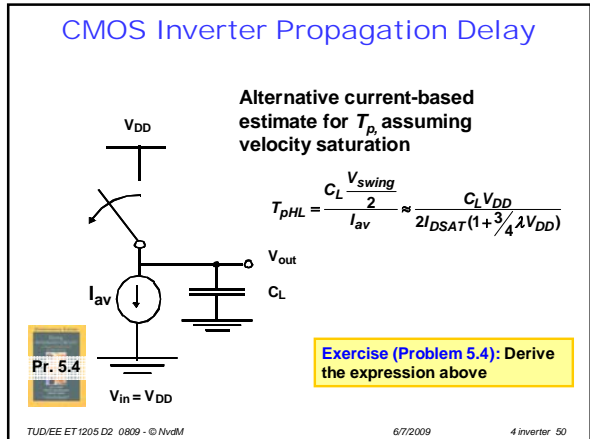 CMOS Inverter Propagation Delay
Alternative current-based
estimate for Tp, assuming
velocity saturation
VDD
TpHL = CL Vswing/2 / Iav ≈ CLVDD / 2IDSAT(1+3/4λVDD)
Vout
Iav
CL
Pr. 5.4
Exercise (Problem 5.4): Derive
the expression above
Vin = VDD
TUD/EE ET1205 D2 0809 - © NvdM
6/7/2009
4 inverter 50